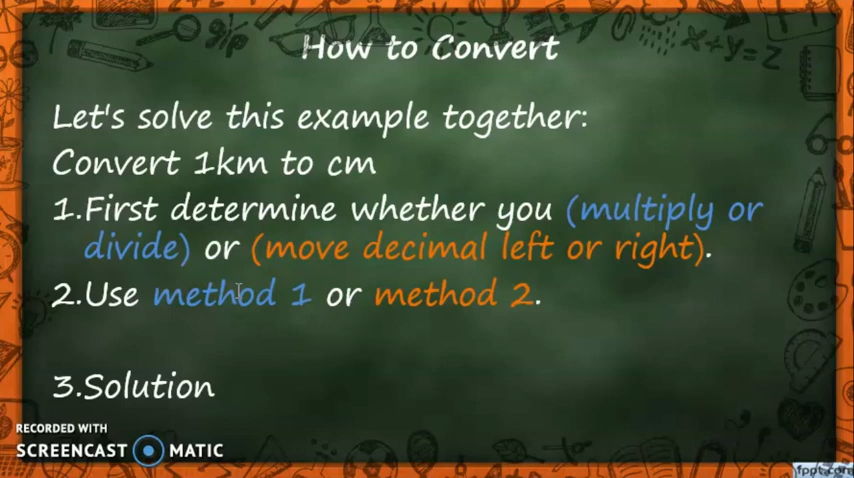 How to Convert
x+y=z
Let's solve this example together:
Convert 1km to cm
1.First determine whether you (multiply or
divide) or (move decimal left or right).
2.Use method 1 or method 2.
3.Solution
RECORDED WITH
SCREENCAST MATIC
fppt.com